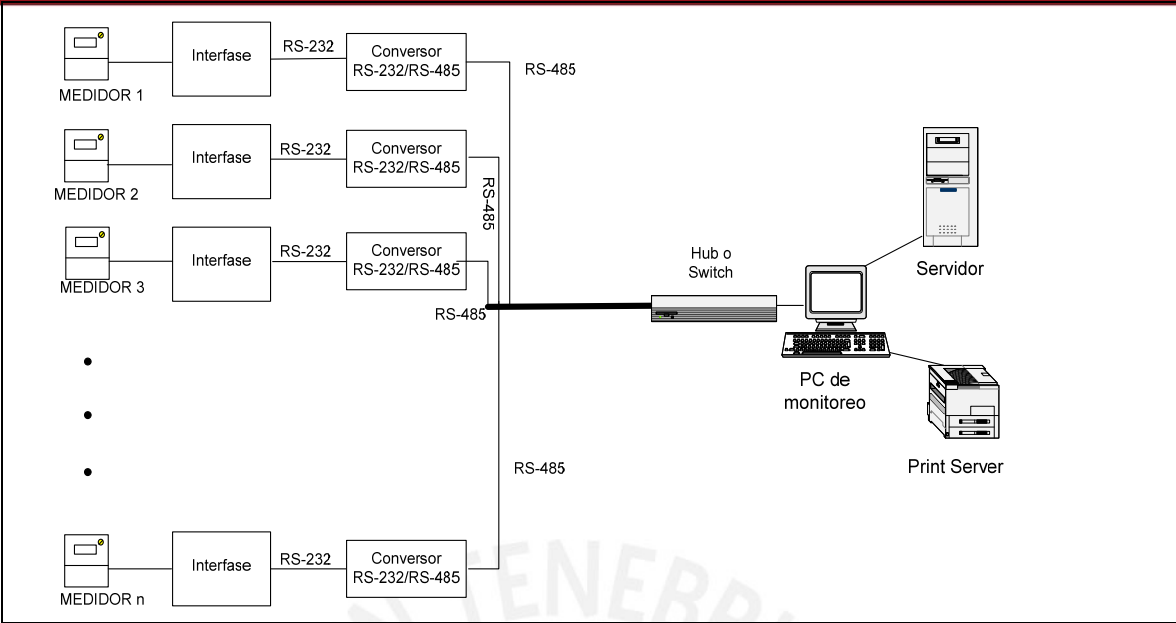 Interfase
RS-232
Conversor
RS-232/RS-485
RS-485
MEDIDOR 1
Interfase
RS-232
Conversor
RS-232/RS-485
MEDIDOR 2
RS-485
Interfase
RS-232
Conversor
RS-232/RS-485
MEDIDOR 3
RS-485
Hub o
Switch
Servidor
PC de
monitoreo
Print Server
RS-485
Interfase
RS-232
Conversor
RS-232/RS-485
MEDIDOR n
TENEBR